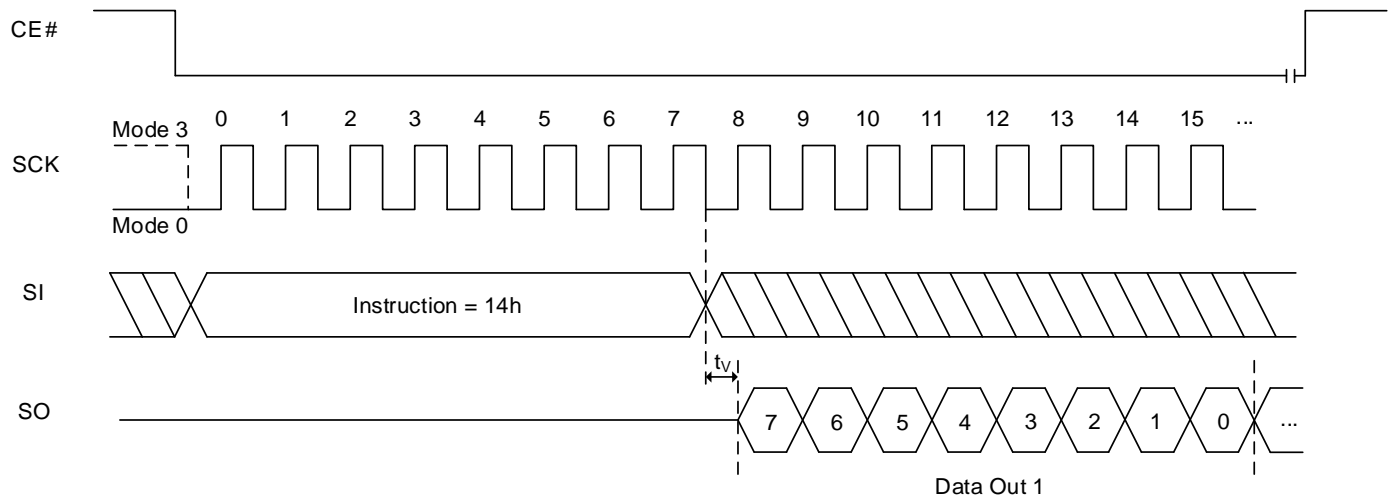 CE#
Mode 3 0 1 2 3 4 5 6 7 8 9 10 11 12 13 14 15 ...
SCK
Mode 0
SI Instruction = 14h
tV
SO 7 6 5 4 3 2 1 0 ...
Data Out 1